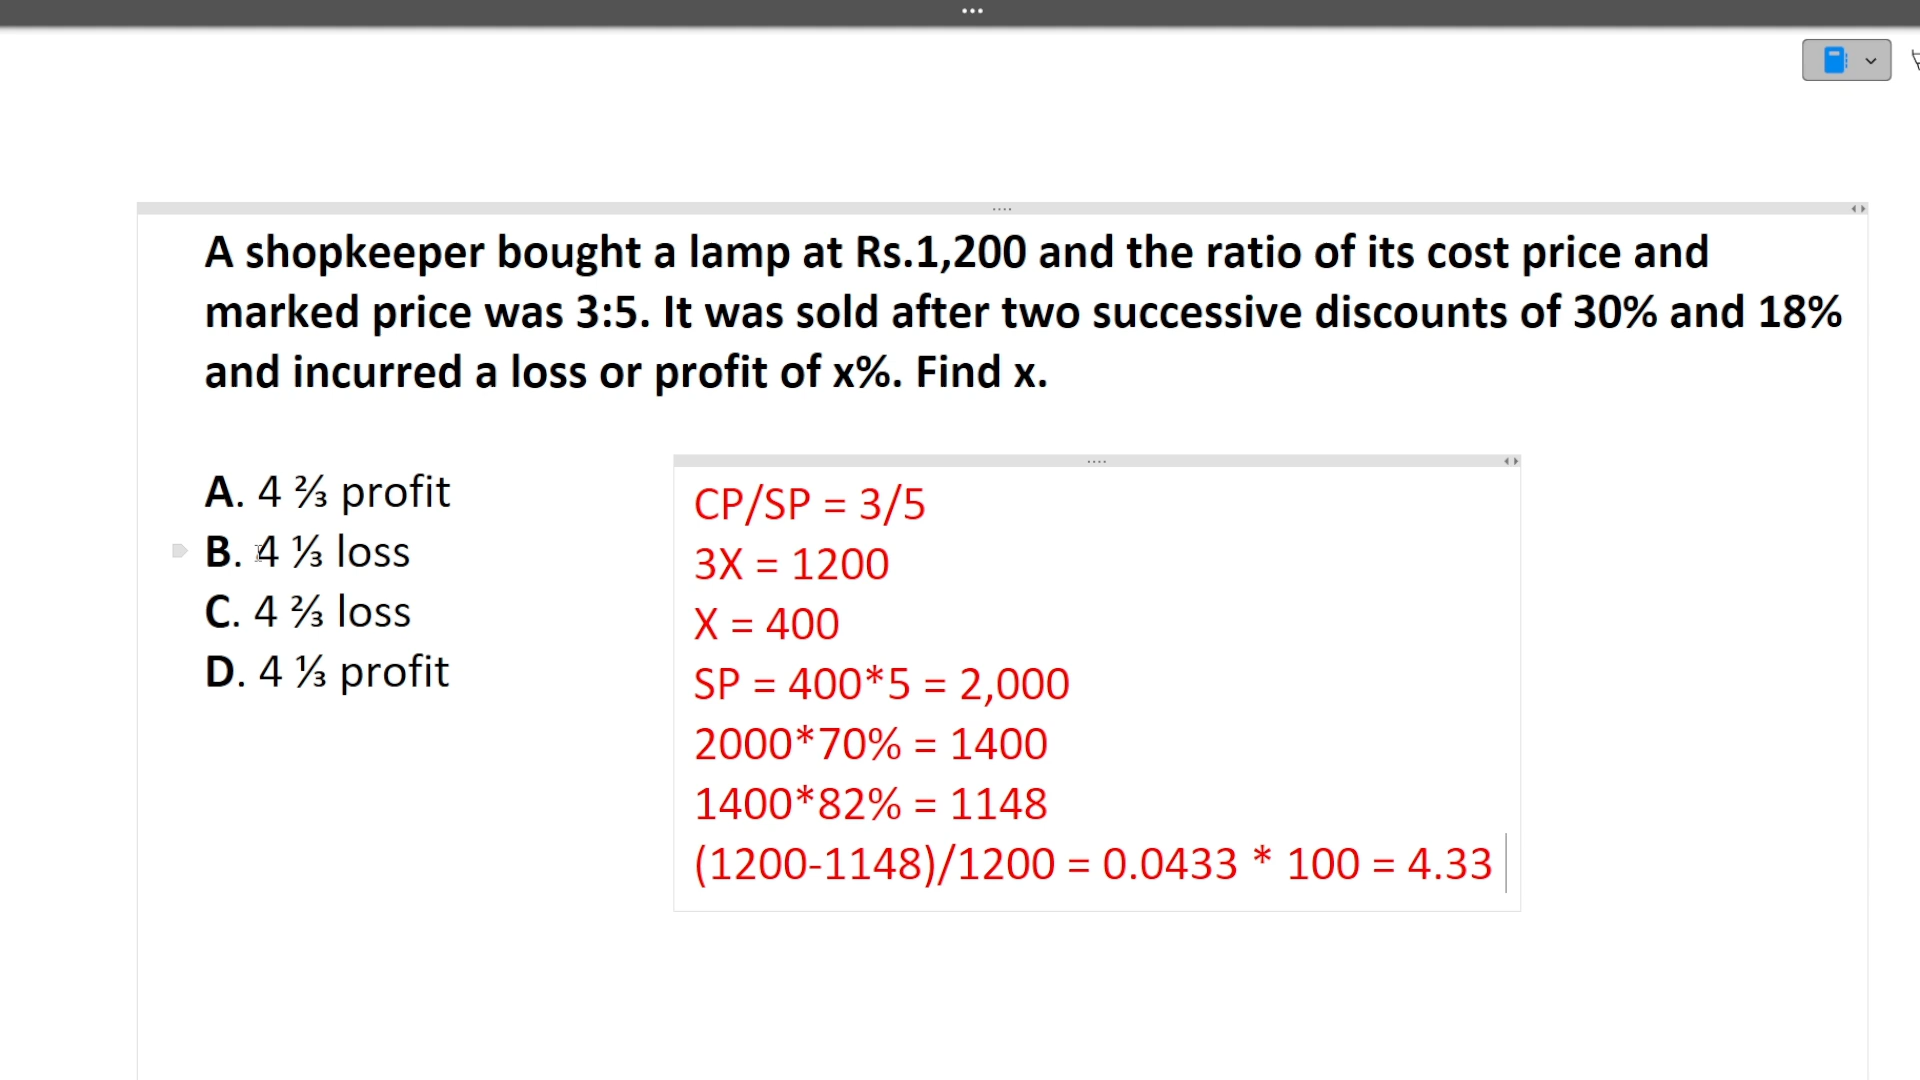 A shopkeeper bought a lamp at Rs.1,200 and the ratio of its cost price and
marked price was 3:5. It was sold after two successive discounts of 30% and 18%
and incurred a loss or profit of x%. Find x.
A. 4 ⅔ profit
B. 4 ⅓ loss
C. 4 ⅔ loss
D. 4 ⅓ profit
CP/SP = 3/5
3X = 1200
X = 400
SP = 400*5 = 2,000
2000*70% = 1400
1400*82% = 1148
(1200-1148)/1200 = 0.0433 * 100 = 4.33